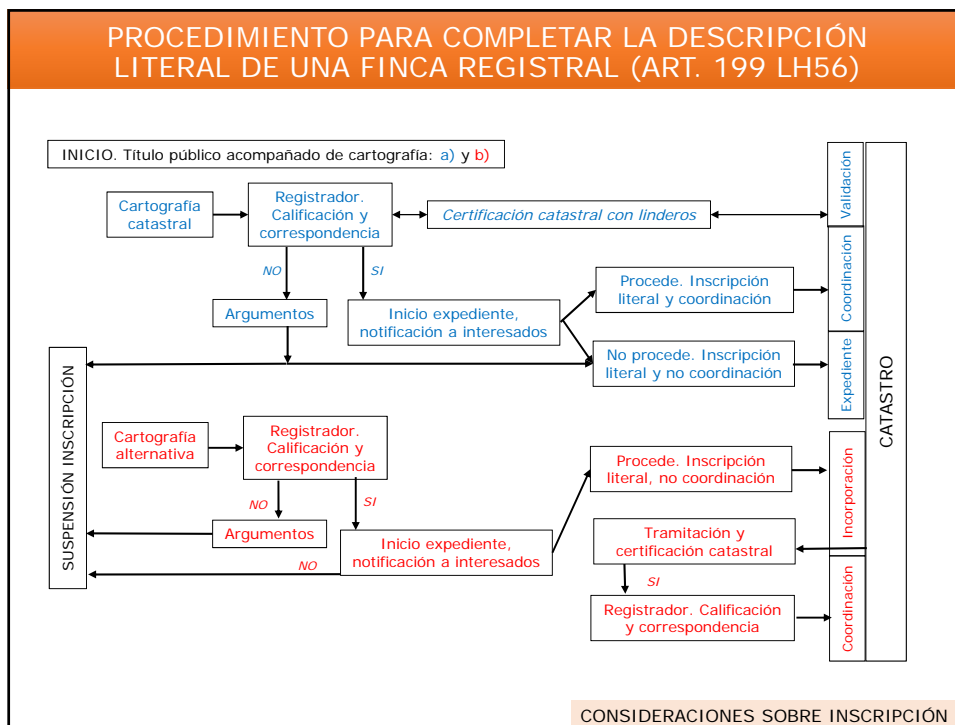 PROCEDIMIENTO PARA COMPLETAR LA DESCRIPCIÓN
LITERAL DE UNA FINCA REGISTRAL (ART. 199 LH56)
INICIO. Título público acompañado de cartografía: a) y b)
Cartografía
catastral
Registrador.
Calificación y
correspondencia
Certificación catastral con linderos
Validación
NO
SI
Argumentos
Inicio expediente,
notificación a interesados
Procede. Inscripción
literal y coordinación
Coordinación
No procede. Inscripción
literal y no coordinación
Expediente
SUSPENSIÓN INSCRIPCIÓN
CATASTRO
Cartografía
alternativa
Registrador.
Calificación y
correspondencia
NO
SI
Argumentos
Inicio expediente,
notificación a interesados
NO
Procede. Inscripción
literal, no coordinación
Incorporación
Tramitación y
certificación catastral
SI
Registrador. Calificación
y correspondencia
Coordinación
CONSIDERACIONES SOBRE INSCRIPCIÓN